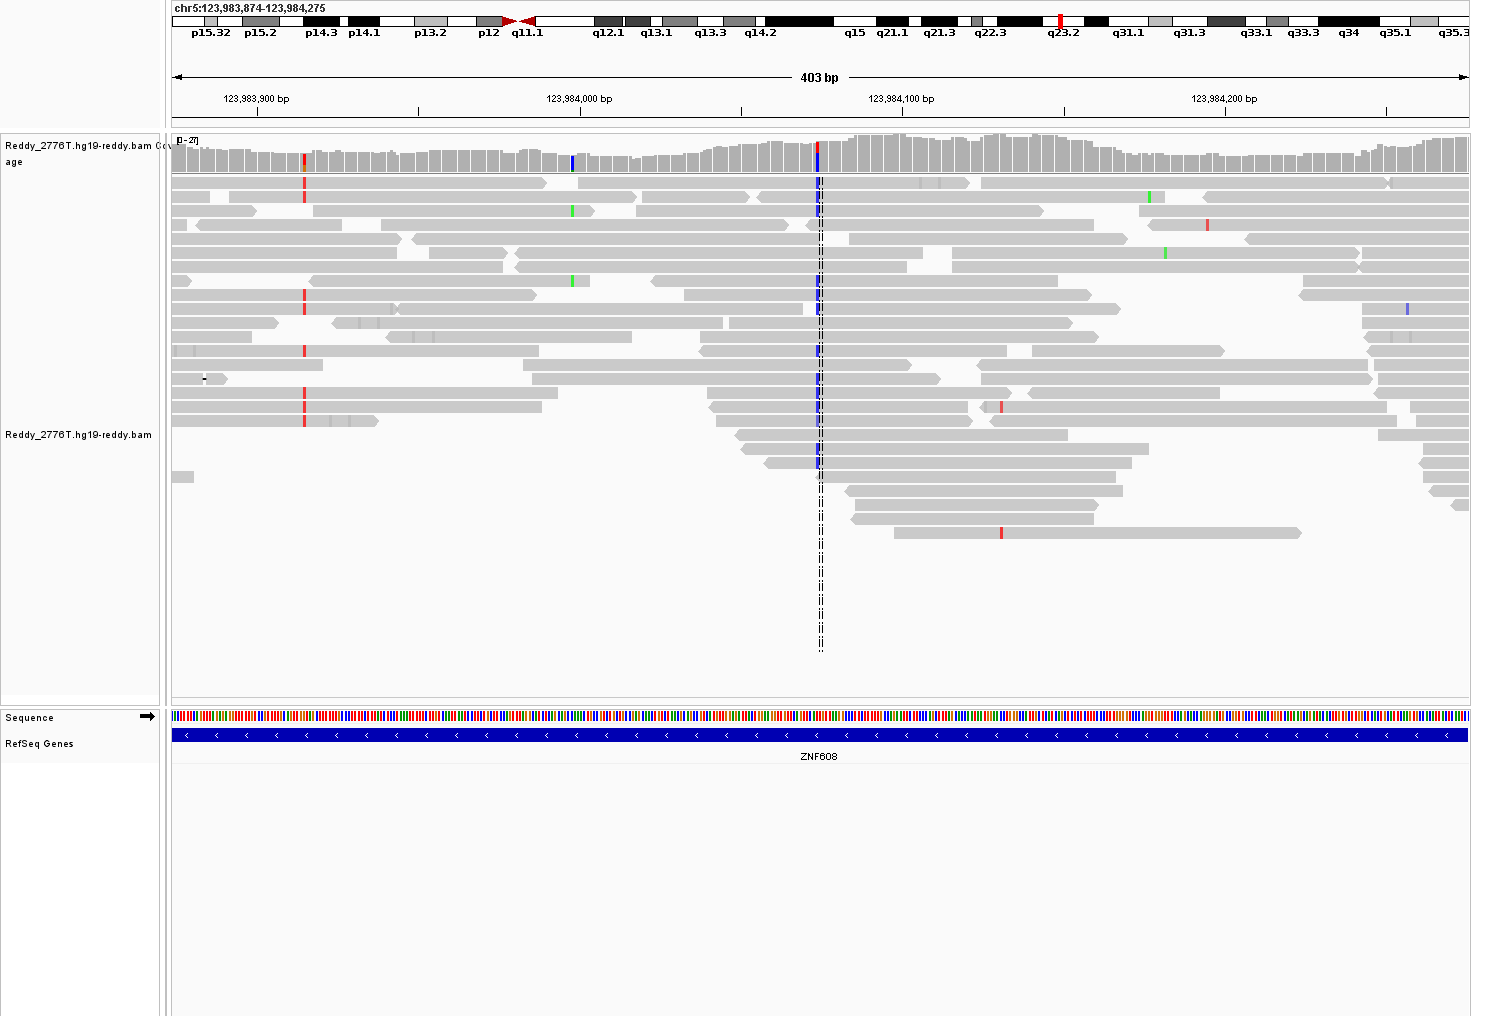 chr5:123,983,874-123,984,275
p15.32 p15.2 p14.3 p14.1 p13.2 p12 q11.1 q12.1 q13.1 q13.3 q14.2 q15 q21.1 q21.3 q22.3 q23.2 q31.1 q31.3 q33.1 q33.3 q34 q35.1 q35.3
403 bp
123,983,900 bp 123,984,000 bp 123,984,100 bp 123,984,200 bp
[0-27]
Reddy_2776T.hg19-reddy.bam Cov
age
Reddy_2776T.hg19-reddy.bam
Sequence
RefSeq Genes
ZNF608